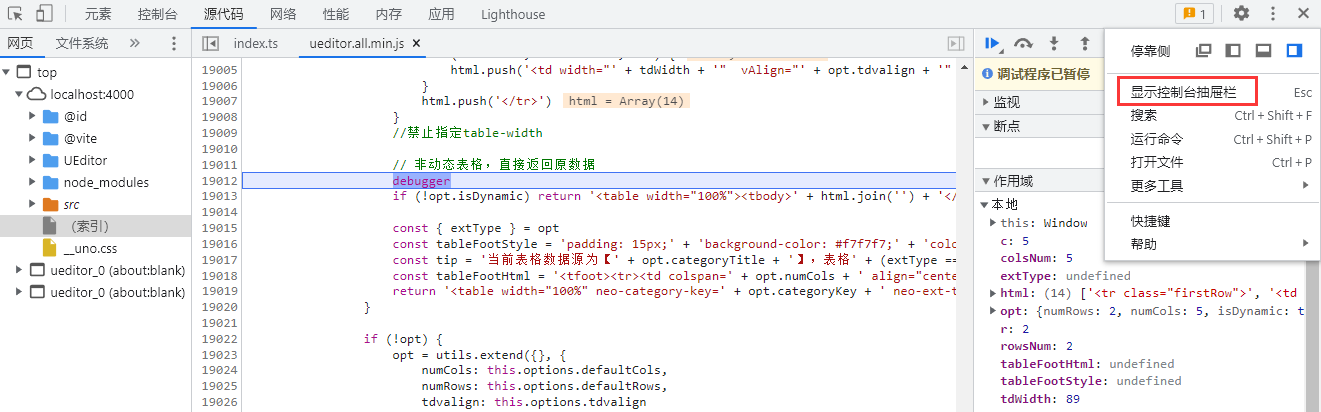 元素 控制台 源代码 网络 性能 内存 应用 Lighthouse 1
网页 文件系统 »
top
localhost:4000
@id
@vite
UEditor
node_modules
src
（索引）
__uno.css
ueditor_0 (about:blank)
ueditor_0 (about:blank)
index.ts ueditor.all.min.js ×
19005 html.push('<td width="' + tdWidth + '"  vAlign="' + opt.tdvalign + '"
19006 }
19007 html.push('</tr>') html = Array(14)
19008 }
19009 //禁止指定table-width
19010
19011 // 非动态表格，直接返回原数据
19012 debugger
19013 if (!opt.isDynamic) return '<table width="100%"><tbody>' + html.join('') + '</
19014
19015 const { extType } = opt
19016 const tableFootStyle = 'padding: 15px;' + 'background-color: #f7f7f7;' + 'colo
19017 const tip = '当前表格数据源为【' + opt.categoryTitle + '】，表格' + (extType ==
19018 const tableFootHtml = '<tfoot><tr><td colspan=' + opt.numCols + ' align="cente
19019 return '<table width="100%" neo-category-key=' + opt.categoryKey + ' neo-ext-t
19020 }
19021
19022 if (!opt) {
19023 opt = utils.extend({}, {
19024 numCols: this.options.defaultCols,
19025 numRows: this.options.defaultRows,
19026 tdvalign: this.options.tdvalign
调试程序已暂停
监视
断点
作用域
本地
this: Window
c: 5
colsNum: 5
extType: undefined
html: (14) ['<tr class="firstRow">', '<td
opt: {numRows: 2, numCols: 5, isDynamic: t
r: 2
rowsNum: 2
tableFootHtml: undefined
tableFootStyle: undefined
tdWidth: 89
停靠侧
显示控制台抽屉栏 Esc
搜索 Ctrl + Shift + F
运行命令 Ctrl + Shift + P
打开文件 Ctrl + P
更多工具
快捷键
帮助